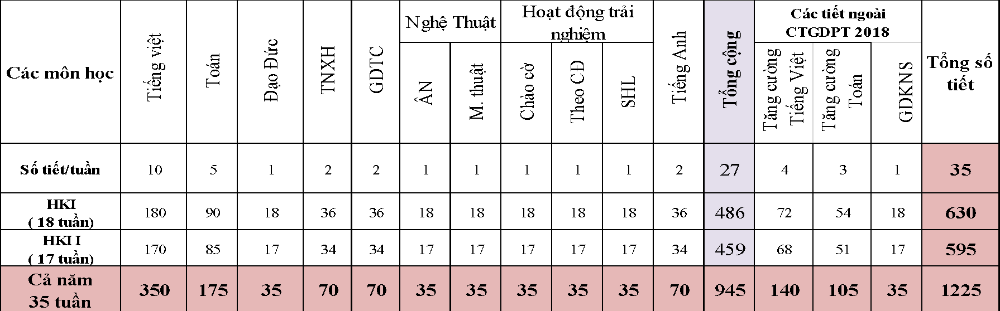 Các môn học
Tiếng việt
Toán
Đạo Đức
TNXH
GDTC
Nghệ Thuật
ÂN
M. thuật
Hoạt động trải
nghiệm
Chào cờ
Theo CĐ
SHL
Tiếng Anh
Tổng cộng
Các tiết ngoài
CTGDPT 2018
Tăng cường
Tiếng Việt
Tăng cường
Toán
GDKNS
Tổng số
tiết
Số tiết/tuần 10 5 1 2 2 1 1 1 1 1 2 27 4 3 1 35
HKI
( 18 tuần) 180 90 18 36 36 18 18 18 18 18 36 486 72 54 18 630
HKI I
( 17 tuần) 170 85 17 34 34 17 17 17 17 17 34 459 68 51 17 595
Cả năm
35 tuần 350 175 35 70 70 35 35 35 35 35 70 945 140 105 35 1225